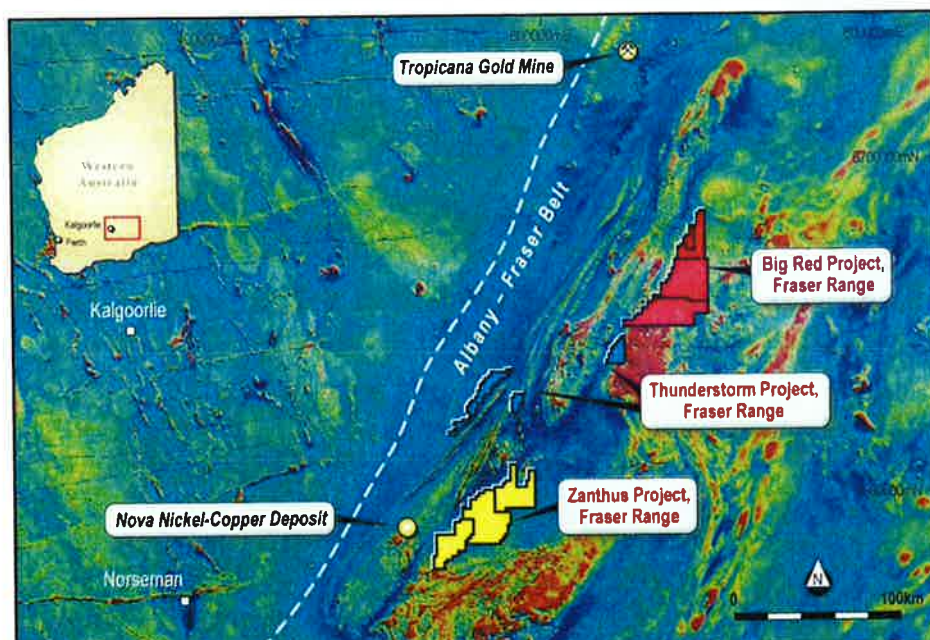 Tropicana Gold Mine
Western
Australia
Kalgoorlie
Perth
Albany – Fraser Belt
Big Red Project,
Fraser Range
Kalgoorlie
Thunderstorm Project,
Fraser Range
Zanthus Project,
Fraser Range
Nova Nickel-Copper Deposit
Norseman
N
0
100km